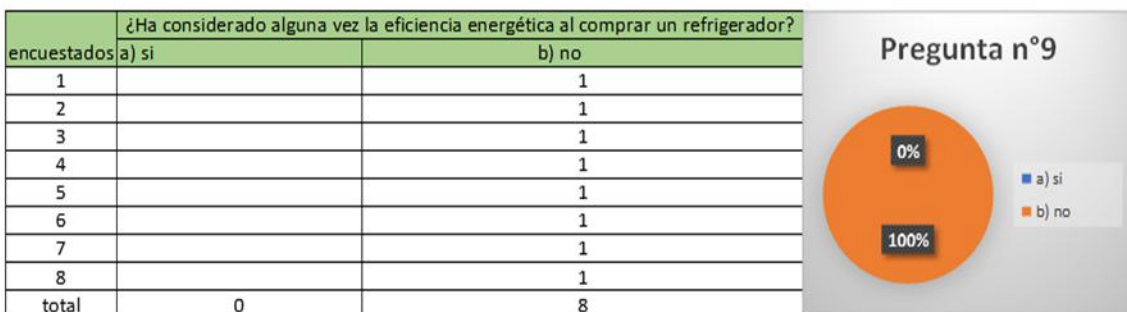 ¿Ha considerado alguna vez la eficiencia energética al comprar un refrigerador?
encuestados a) si b) no
1 1
2 1
3 1
4 1
5 1
6 1
7 1
8 1
total 0 8
Pregunta n°9
0%
100%
a) si
b) no